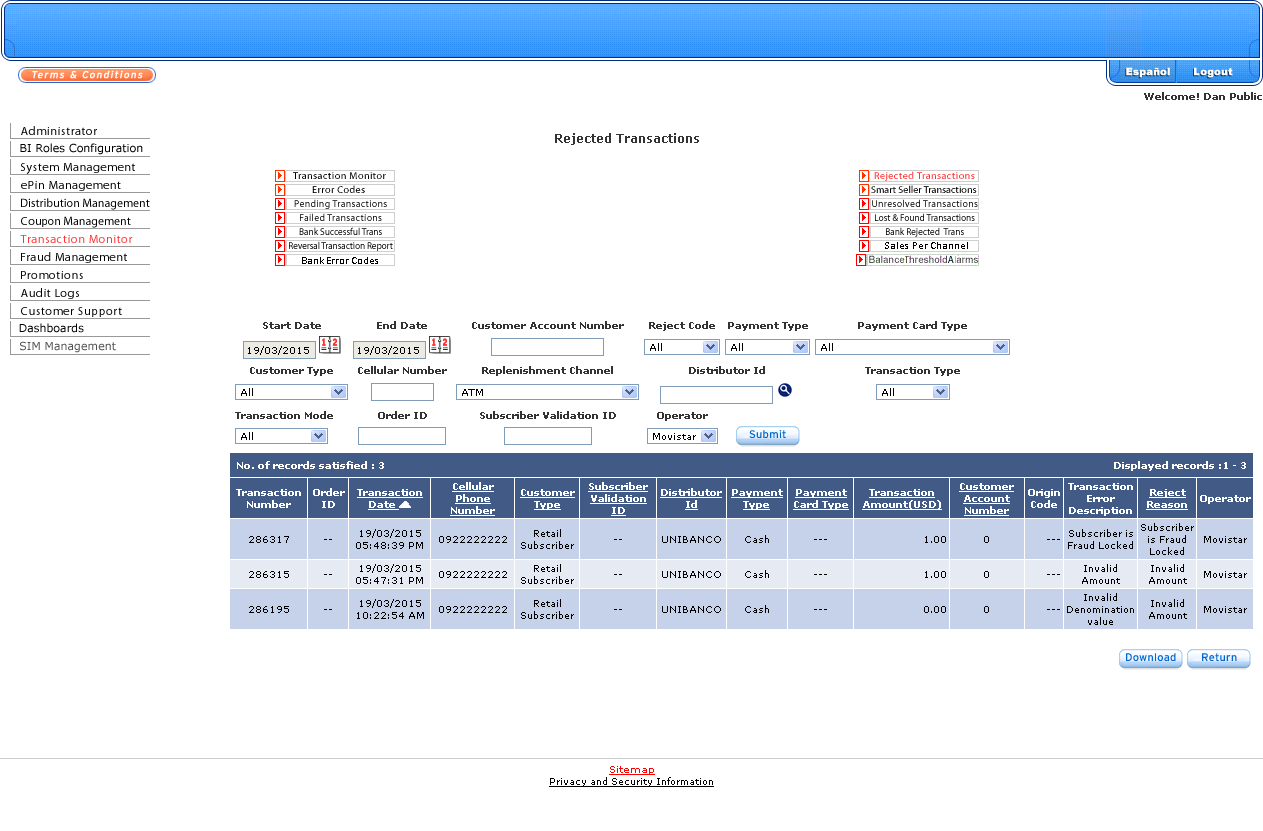 Terms & Conditions
Español Logout
Welcome! Dan Public
Administrator
BI Roles Configuration
System Management
ePin Management
Distribution Management
Coupon Management
Transaction Monitor
Fraud Management
Promotions
Audit Logs
Customer Support
Dashboards
SIM Management
Rejected Transactions
Transaction Monitor
Error Codes
Pending Transactions
Failed Transactions
Bank Successful Trans
Reversal Transaction Report
Bank Error Codes
Rejected Transactions
Smart Seller Transactions
Unresolved Transactions
Lost & Found Transactions
Bank Rejected Trans
Sales Per Channel
BalanceThresholdAlarms
Start Date End Date Customer Account Number Reject Code Payment Type Payment Card Type
19/03/2015 12 19/03/2015 12 All All All
Customer Type Cellular Number Replenishment Channel Distributor Id Transaction Type
All ATM All
Transaction Mode Order ID Subscriber Validation ID Operator
All Movistar Submit
No. of records satisfied : 3 Displayed records :1 - 3
Transaction Number Order ID Transaction Date Cellular Phone Number Customer Type Subscriber Validation ID Distributor Id Payment Type Payment Card Type Transaction Amount(USD) Customer Account Number Origin Code Transaction Error Description Reject Reason Operator
286317 -- 19/03/2015 05:48:39 PM 0922222222 Retail Subscriber -- UNIBANCO Cash --- 1.00 0 --- Subscriber is Fraud Locked Subscriber is Fraud Locked Movistar
286315 -- 19/03/2015 05:47:31 PM 0922222222 Retail Subscriber -- UNIBANCO Cash --- 1.00 0 --- Invalid Amount Invalid Amount Movistar
286195 -- 19/03/2015 10:22:54 AM 0922222222 Retail Subscriber -- UNIBANCO Cash --- 0.00 0 --- Invalid Denomination value Invalid Amount Movistar
Download Return
Sitemap
Privacy and Security Information